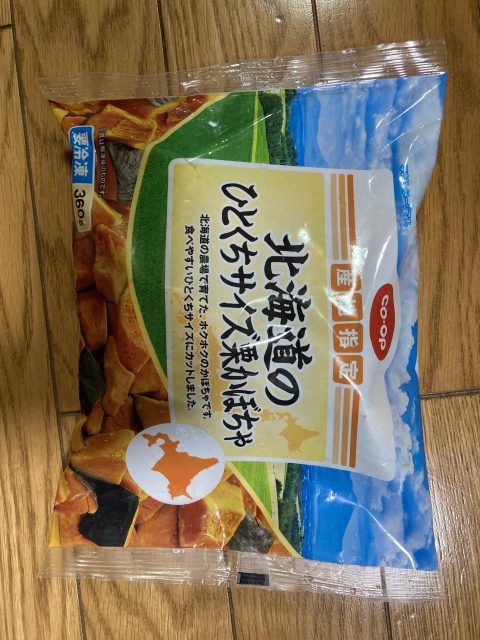 co·op
産地指定
北海道の
ひとくちサイズ栗かぼちゃ
北海道の農場で育てた、ホクホクのかぼちゃです。
食べやすいひとくちサイズにカットしました。
要冷凍 360g